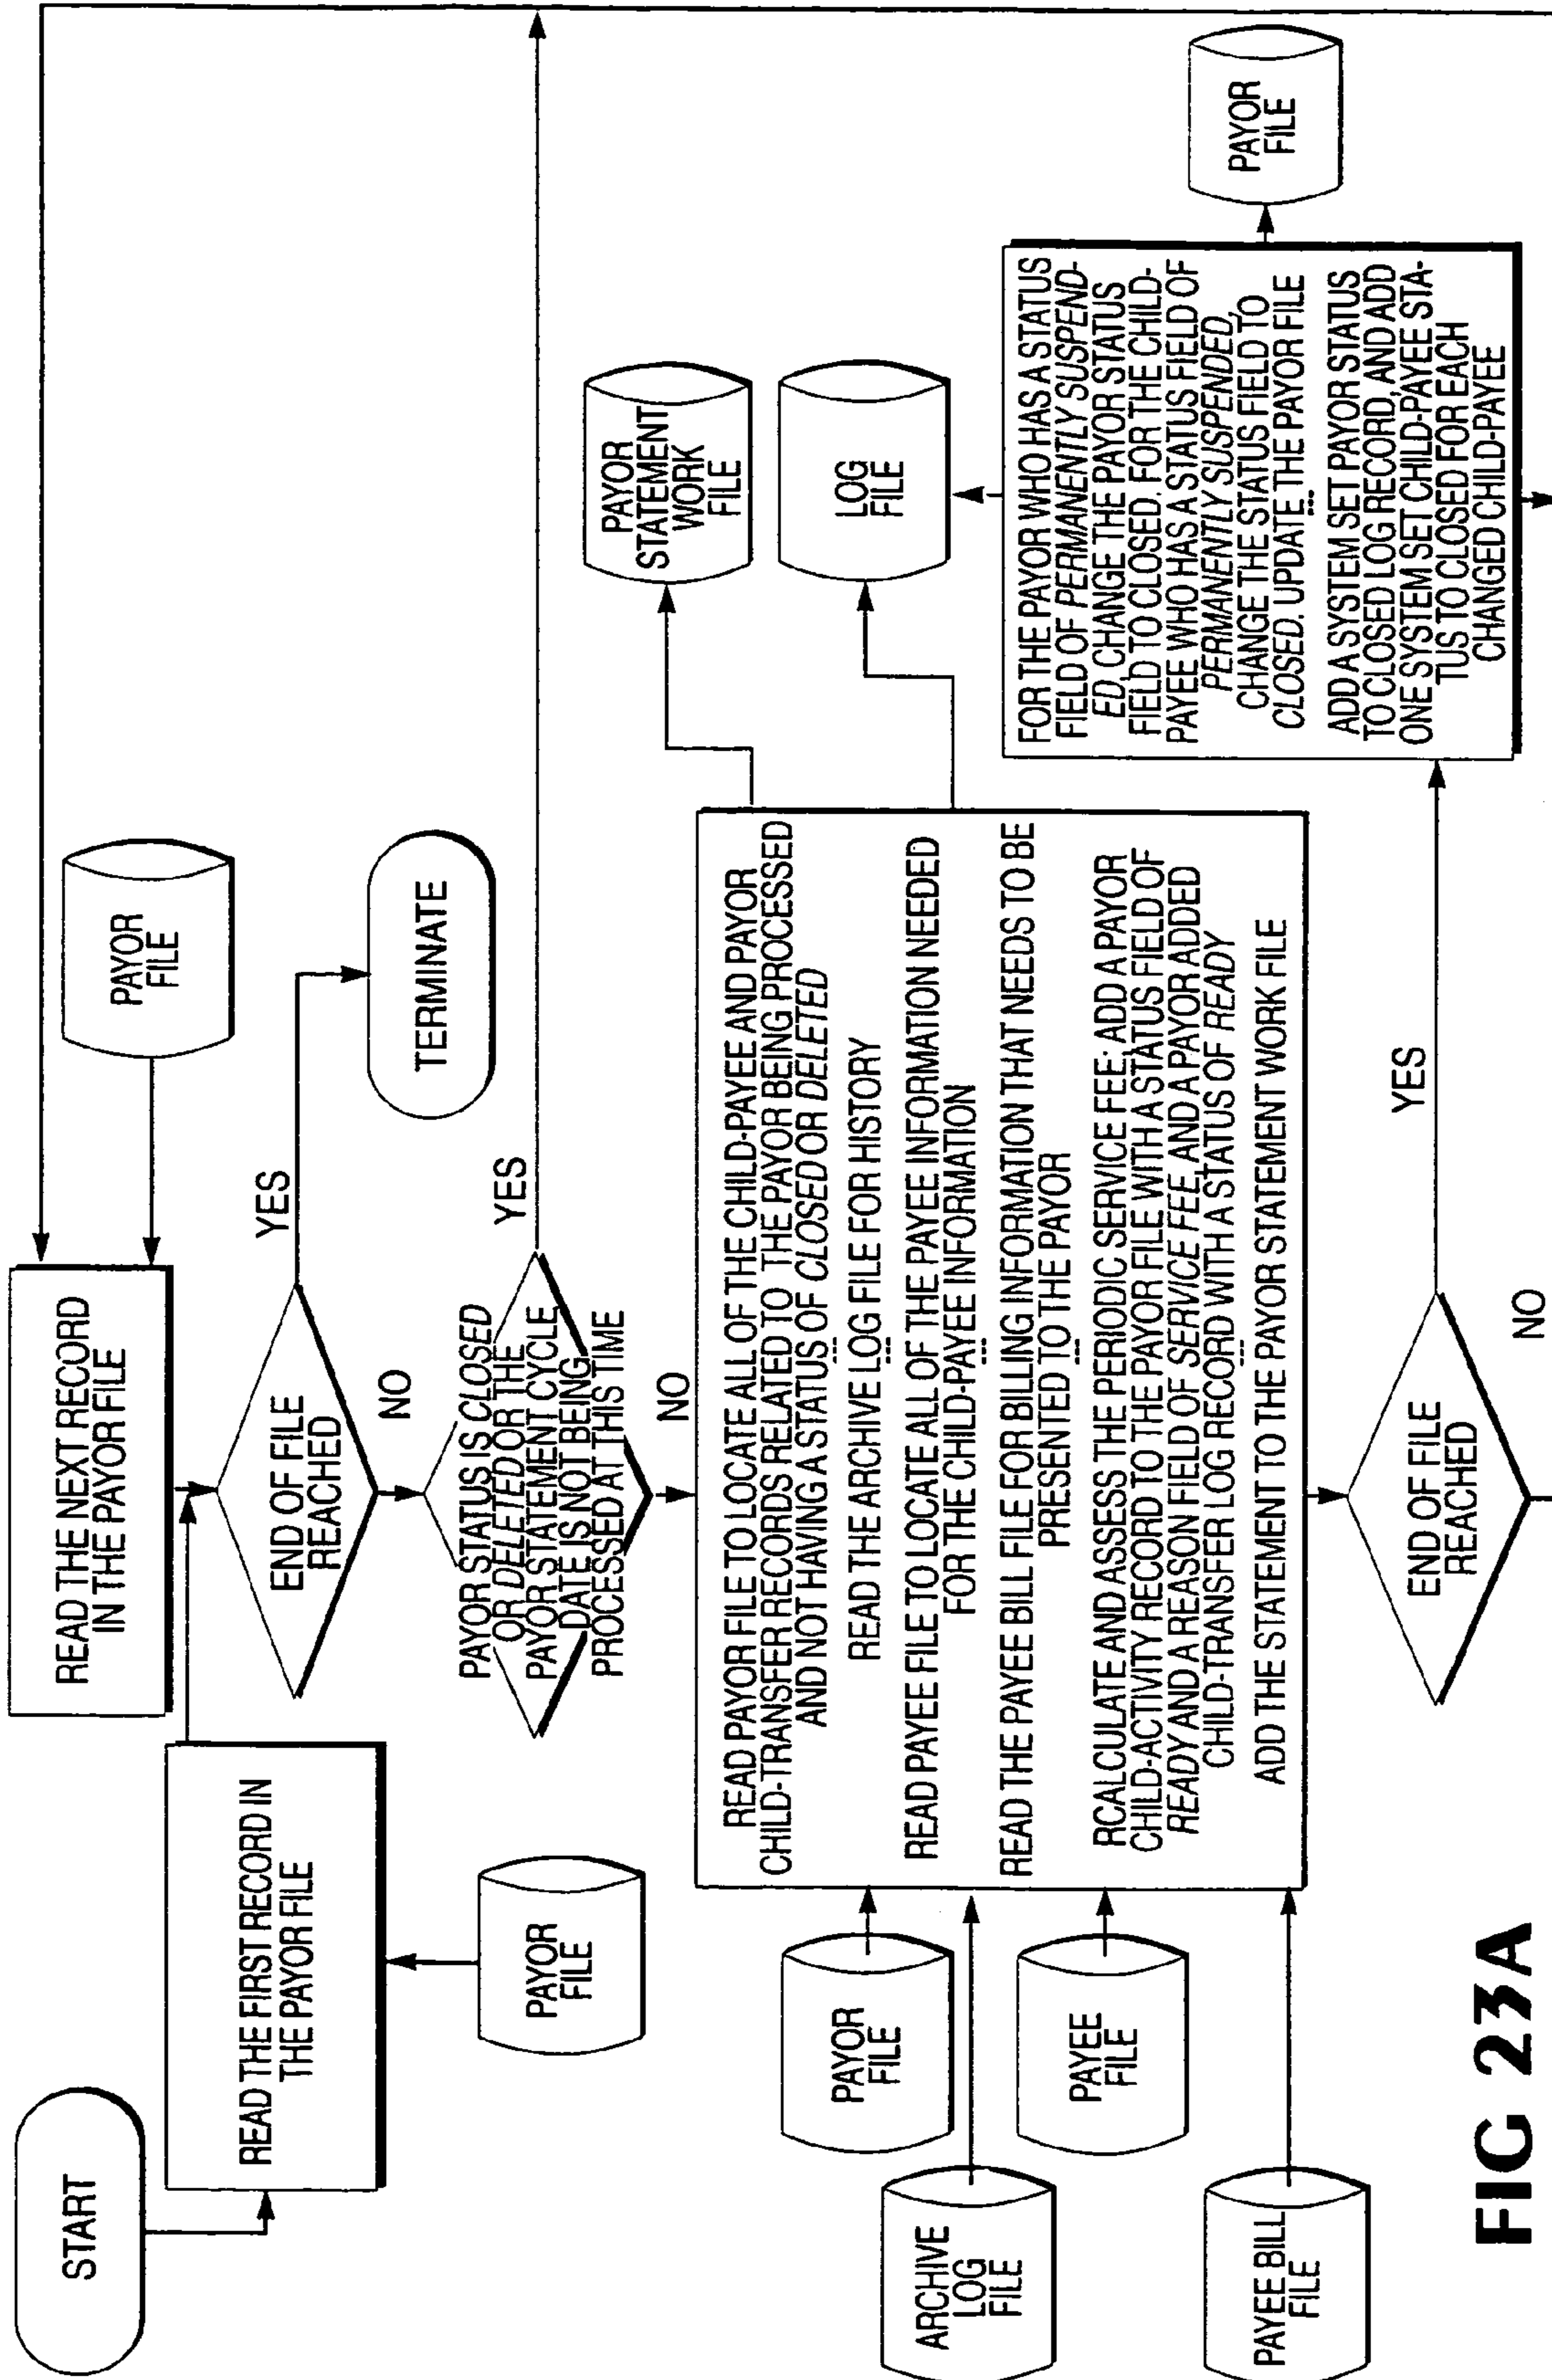 START
READ THE FIRST RECORD IN
THE PAYOR FILE
PAYOR
FILE
READ THE NEXT RECORD
IN THE PAYOR FILE
PAYOR
FILE
END OF FILE
REACHED
YES
TERMINATE
NO
PAYOR STATUS IS CLOSED
OR DELETED OR THE
PAYOR STATEMENT CYCLE
DATE IS NOT BEING
PROCESSED AT THIS TIME
YES
NO
PAYOR
FILE
ARCHIVE
LOG
FILE
PAYEE
FILE
PAYEE BILL
FILE
READ PAYOR FILE TO LOCATE ALL OF THE CHILD-PAYEE AND PAYOR
CHILD-TRANSFER RECORDS RELATED TO THE PAYOR BEING PROCESSED
AND NOT HAVING A STATUS OF CLOSED OR DELETED
...
READ THE ARCHIVE LOG FILE FOR HISTORY
...
READ PAYEE FILE TO LOCATE ALL OF THE PAYEE INFORMATION NEEDED
FOR THE CHILD-PAYEE INFORMATION
...
READ THE PAYEE BILL FILE FOR BILLING INFORMATION THAT NEEDS TO BE
PRESENTED TO THE PAYOR
...
RCALCULATE AND ASSESS THE PERIODIC SERVICE FEE: ADD A PAYOR
CHILD-ACTIVITY RECORD TO THE PAYOR FILE WITH A STATUS FIELD OF
READY AND A REASON FIELD OF SERVICE FEE, AND A PAYOR ADDED
CHILD-TRANSFER LOG RECORD WITH A STATUS OF READY
...
ADD THE STATEMENT TO THE PAYOR STATEMENT WORK FILE
PAYOR
STATEMENT
WORK
FILE
LOG
FILE
END OF FILE
REACHED
YES
NO
FOR THE PAYOR WHO HAS A STATUS
FIELD OF PERMANENTLY SUSPEND-
ED, CHANGE THE PAYOR STATUS
FIELD TO CLOSED. FOR THE CHILD-
PAYEE WHO HAS A STATUS FIELD OF
PERMANENTLY SUSPENDED,
CHANGE THE STATUS FIELD TO
CLOSED. UPDATE THE PAYOR FILE
...
ADD A SYSTEM SET PAYOR STATUS
TO CLOSED LOG RECORD, AND ADD
ONE SYSTEM SET CHILD-PAYEE STA-
TUS TO CLOSED FOR EACH
CHANGED CHILD-PAYEE
PAYOR
FILE
FIG 23A